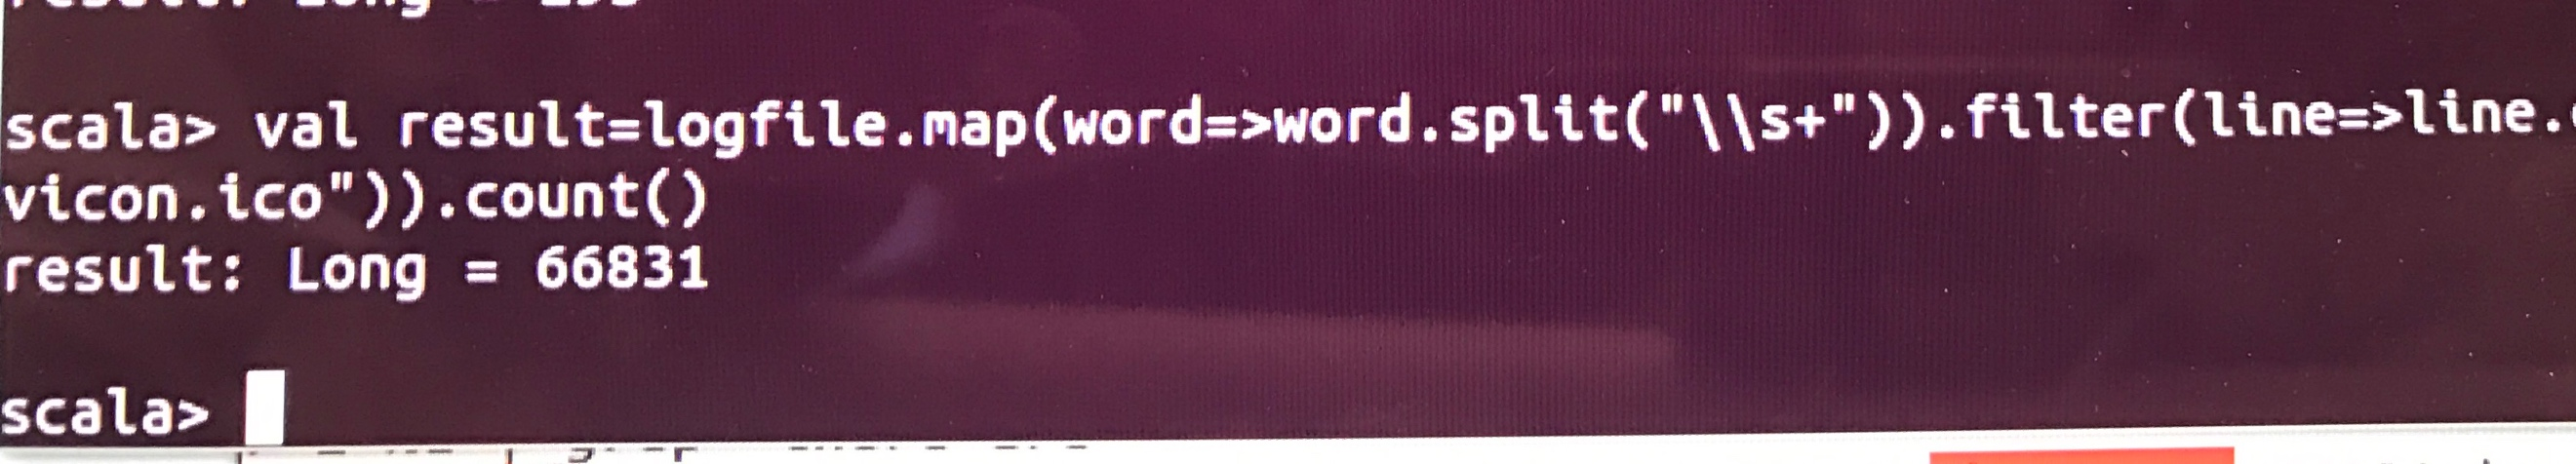 scala> val result=logfile.map(word=>word.split("\\s+")).filter(line=>line.
vicon.ico")).count()
result: Long = 66831
scala>